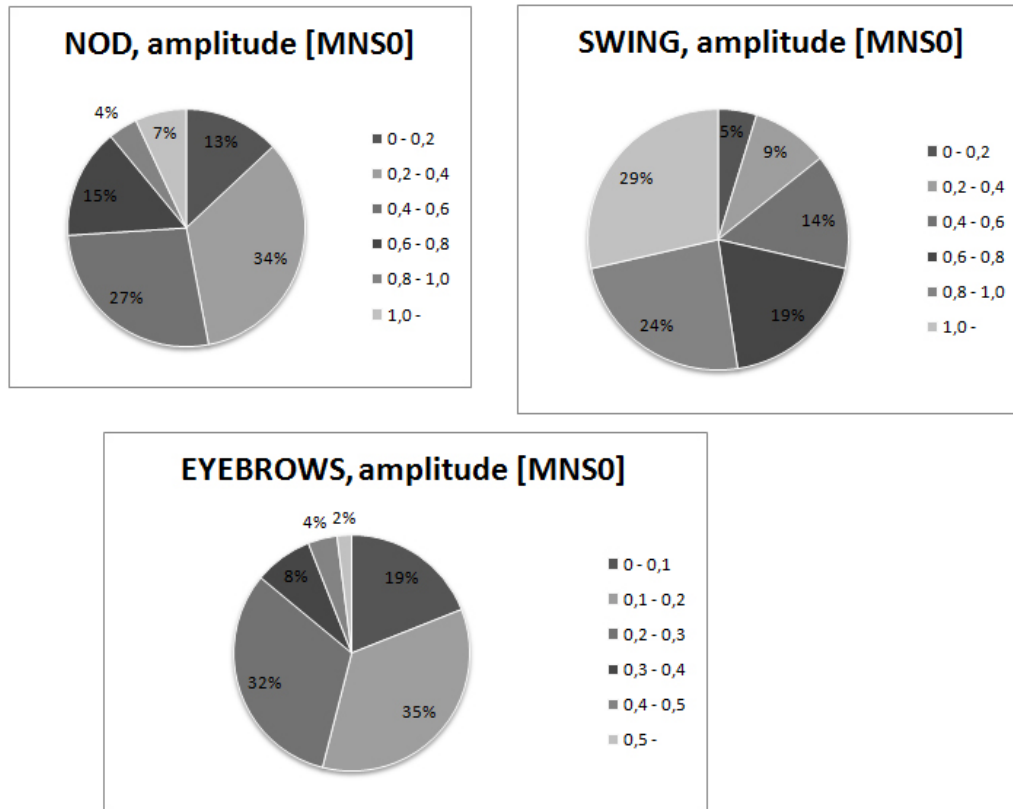 NOD, amplitude [MNS0]
4%
7%
13%
15%
34%
27%
0 - 0,2
0,2 - 0,4
0,4 - 0,6
0,6 - 0,8
0,8 - 1,0
1,0 -
SWING, amplitude [MNS0]
5%
9%
29%
14%
24%
19%
0 - 0,2
0,2 - 0,4
0,4 - 0,6
0,6 - 0,8
0,8 - 1,0
1,0 -
EYEBROWS, amplitude [MNS0]
4%
2%
8%
19%
32%
35%
0 - 0,1
0,1 - 0,2
0,2 - 0,3
0,3 - 0,4
0,4 - 0,5
0,5 -